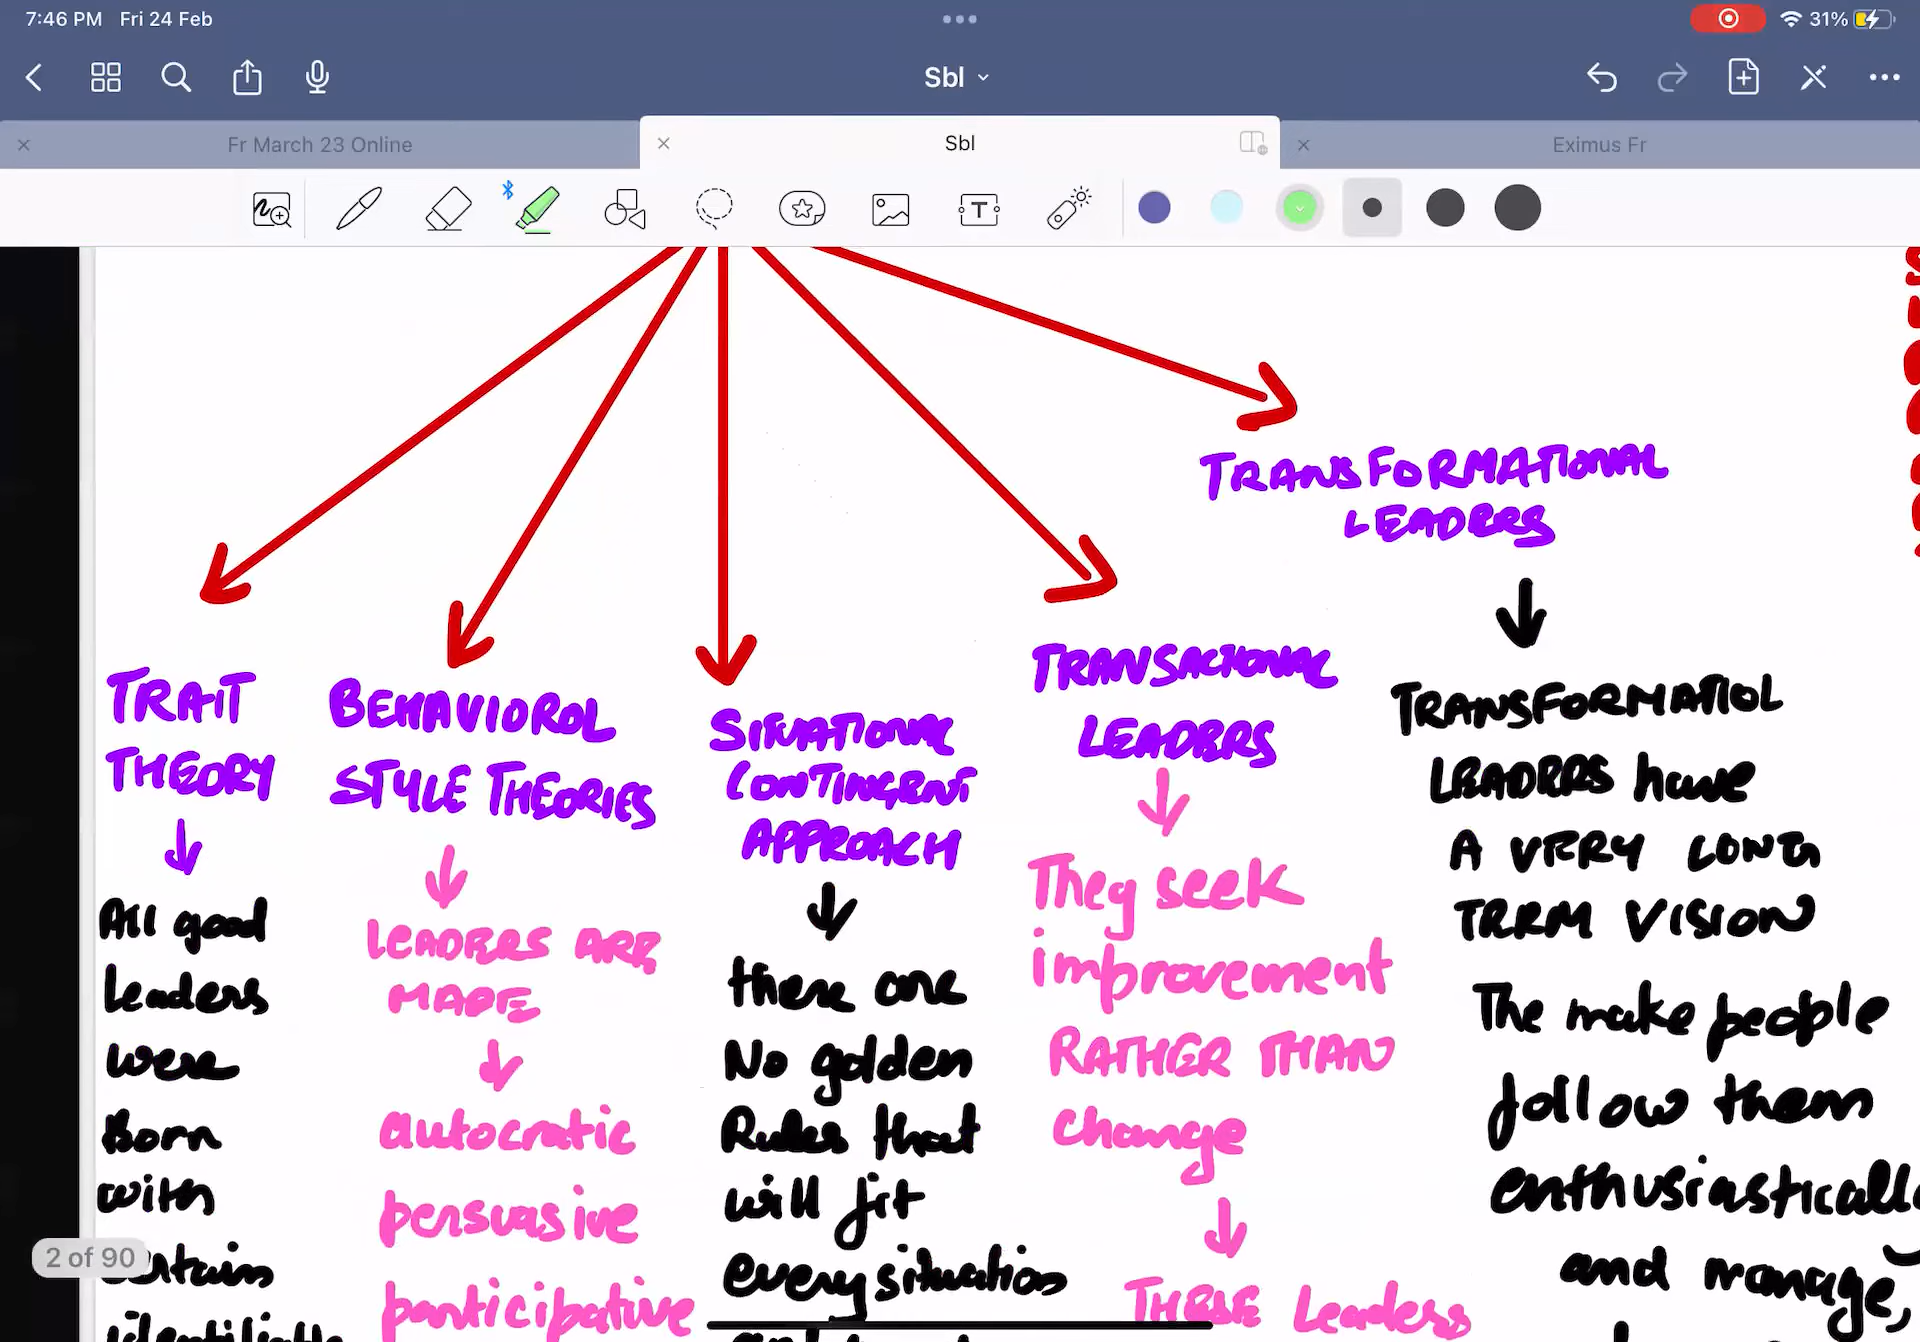 7:46 PM Fri 24 Feb
31%
Sbl
Fr March 23 Online
Sbl
Eximus Fr
TRANSFORMATIONAL
LEADERS
TRAIT
THEORY
All good
Leaders
were
Born
with
identifiable
BEHAVIOROL
STYLE THEORIES
LEADERS ARE
MADE
autocratic
persuasive
participative
SITUATIONAL
CONTINGENT
APPROACH
there are
No golden
Rules that
will fit
every situation
TRANSACTIONAL
LEADERS
They seek
improvement
RATHER THAN
change
THESE Leaders
TRANSFORMATIOL
LEADERS have
A VERY LONG
TERM VISION
The make people
follow them
and manage,
2 of 90